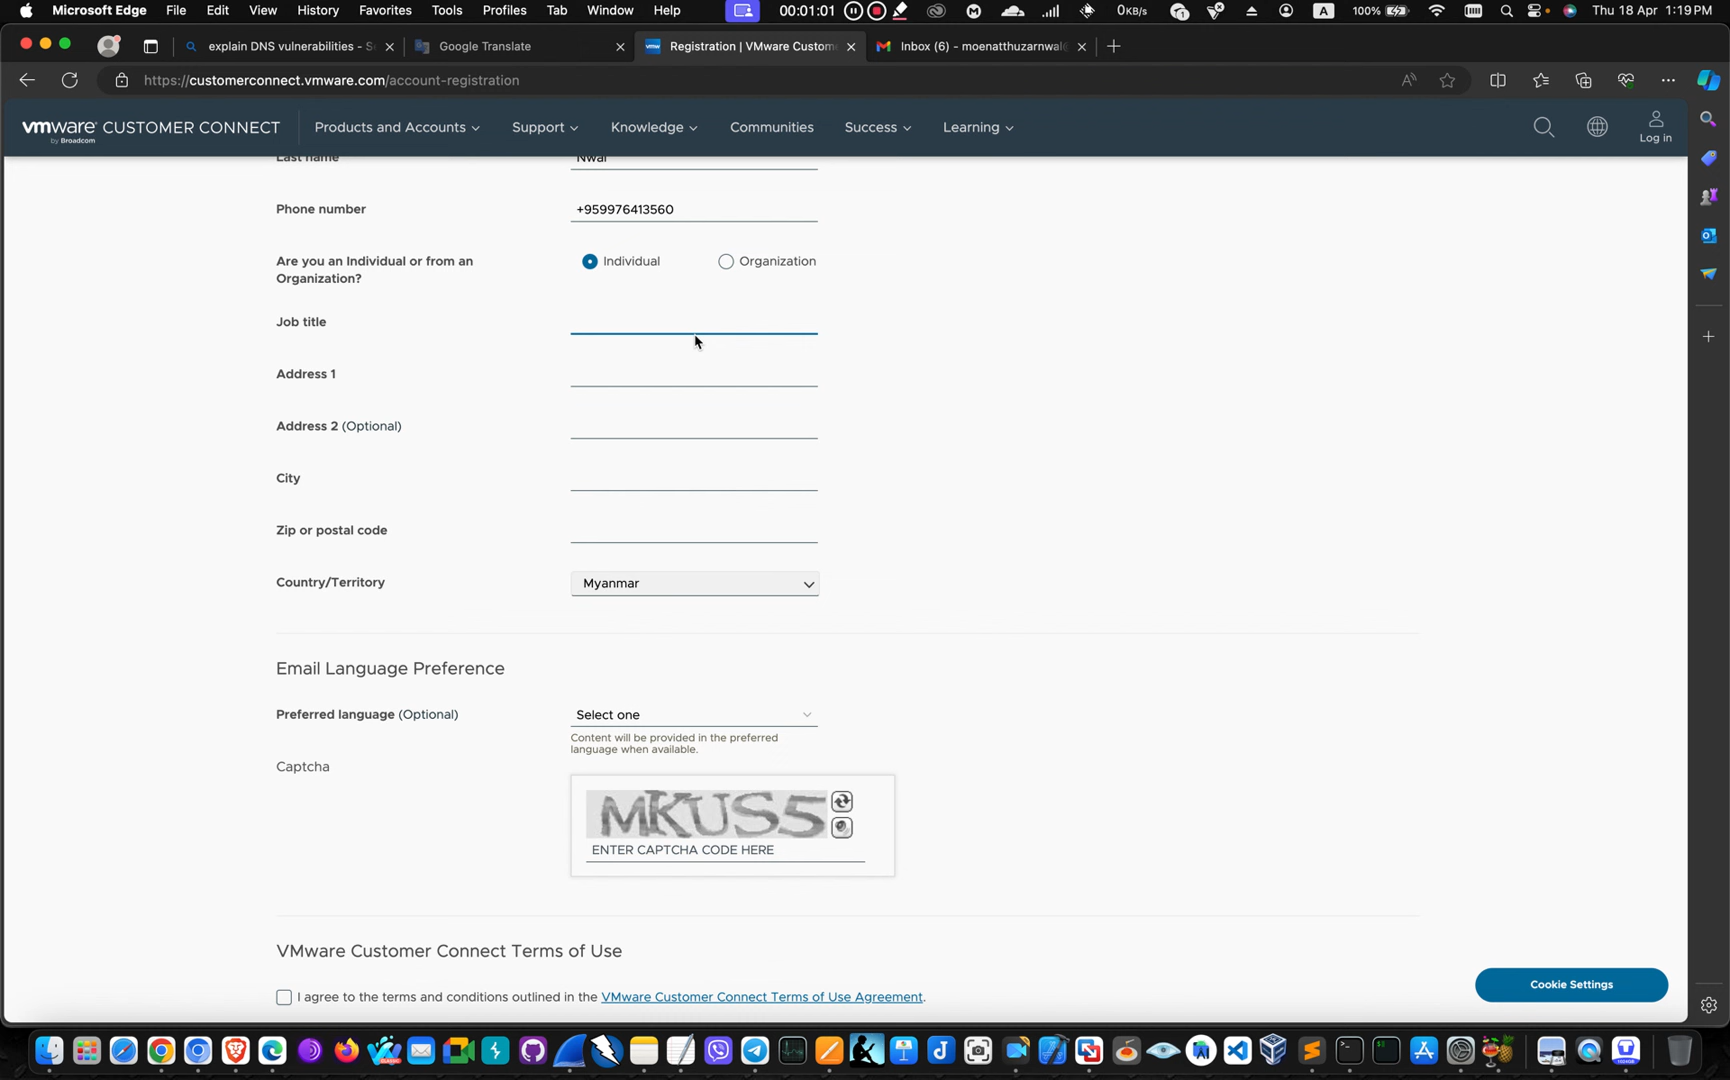 Microsoft Edge File Edit View History Favorites Tools Profiles Tab Window Help 00:01:01 0KB/s 100% Thu 18 Apr 1:19 PM
explain DNS vulnerabilities - S
Google Translate
Registration | VMware Custom
Inbox (6) - moenatthuzarnwal
https://customerconnect.vmware.com/account-registration
vmware CUSTOMER CONNECT
by Broadcom
Products and Accounts Support Knowledge Communities Success Learning
Log in
Last name Nwai
Phone number +959976413560
Are you an Individual or from an Organization?
Individual Organization
Job title
Address 1
Address 2 (Optional)
City
Zip or postal code
Country/Territory Myanmar
Email Language Preference
Preferred language (Optional) Select one
Content will be provided in the preferred
language when available.
Captcha
MKUS5
ENTER CAPTCHA CODE HERE
VMware Customer Connect Terms of Use
I agree to the terms and conditions outlined in the VMware Customer Connect Terms of Use Agreement.
Cookie Settings